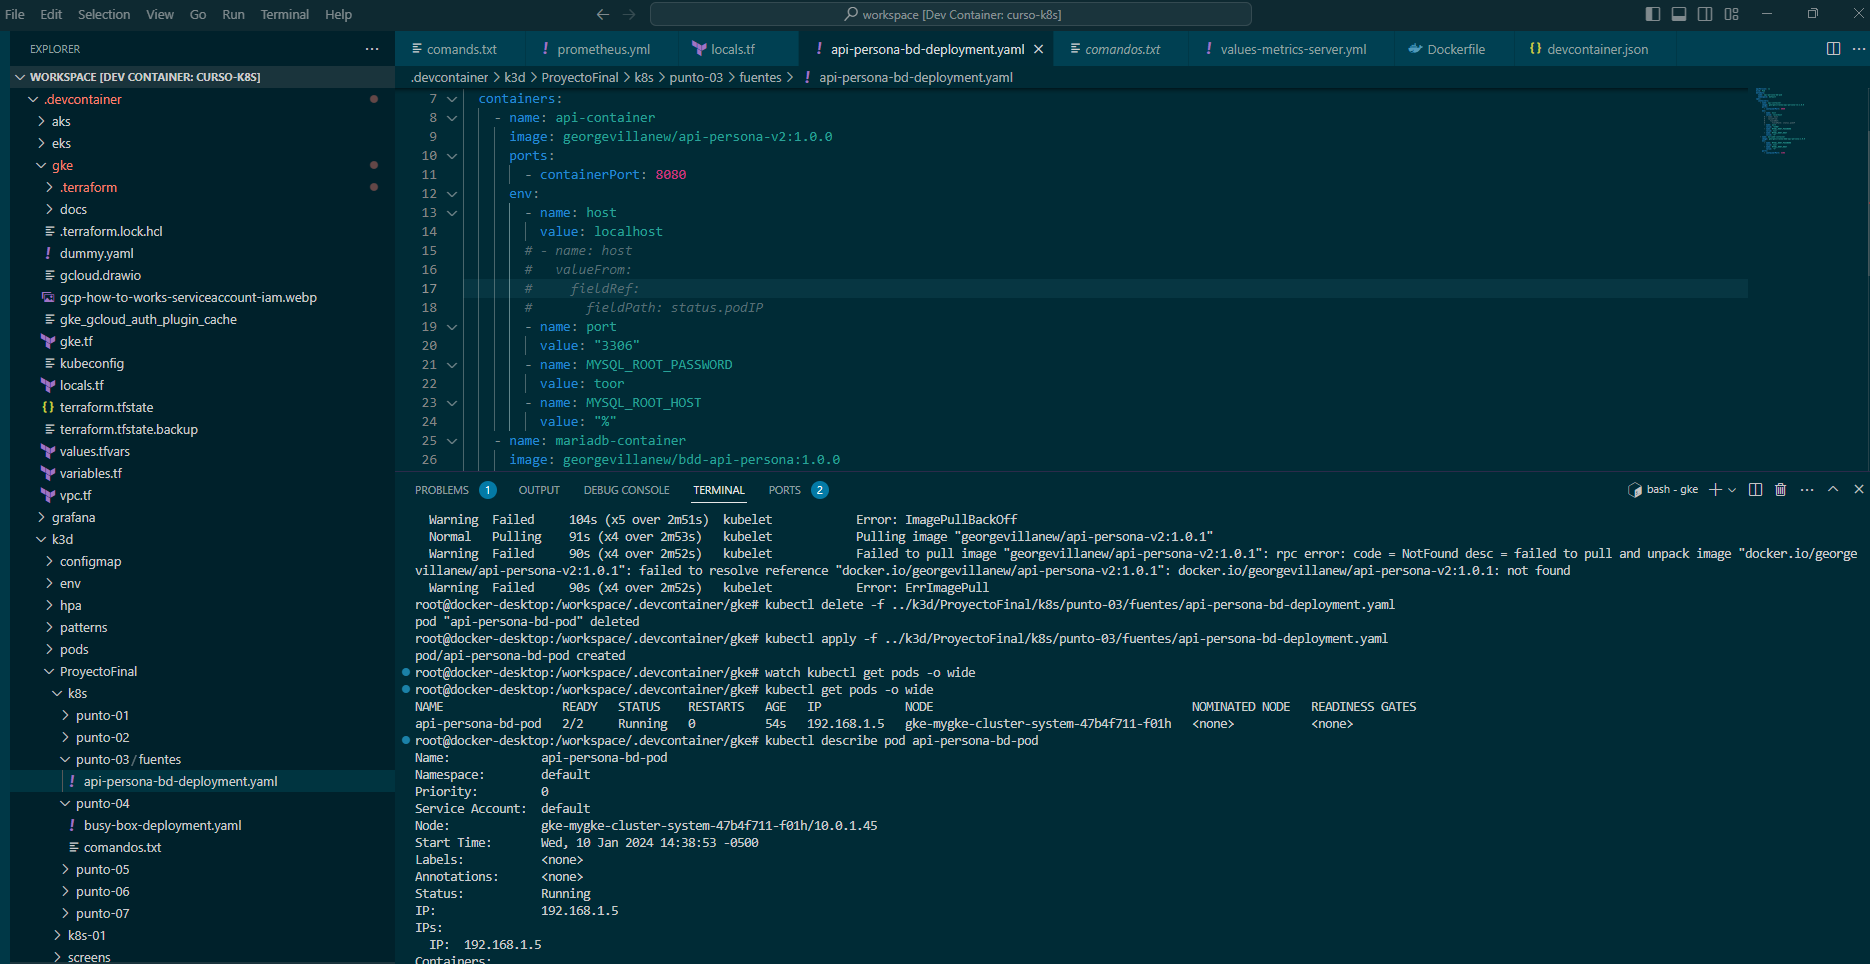 File Edit Selection View Go Run Terminal Help
workspace [Dev Container: curso-k8s]
EXPLORER
WORKSPACE [DEV CONTAINER: CURSO-K8S]
.devcontainer
aks
eks
gke
.terraform
docs
.terraform.lock.hcl
dummy.yaml
gcloud.drawio
gcp-how-to-works-serviceaccount-iam.webp
gke_gcloud_auth_plugin_cache
gke.tf
kubeconfig
locals.tf
terraform.tfstate
terraform.tfstate.backup
values.tfvars
variables.tf
vpc.tf
grafana
k3d
configmap
env
hpa
patterns
pods
ProyectoFinal
k8s
punto-01
punto-02
punto-03 / fuentes
api-persona-bd-deployment.yaml
punto-04
busy-box-deployment.yaml
comandos.txt
punto-05
punto-06
punto-07
k8s-01
screens
comands.txt prometheus.yml locals.tf api-persona-bd-deployment.yaml comandos.txt values-metrics-server.yml Dockerfile devcontainer.json
.devcontainer > k3d > ProyectoFinal > k8s > punto-03 > fuentes > api-persona-bd-deployment.yaml
7 containers:
8 - name: api-container
9 image: georgevillanew/api-persona-v2:1.0.0
10 ports:
11 - containerPort: 8080
12 env:
13 - name: host
14 value: localhost
15 # - name: host
16 # valueFrom:
17 # fieldRef:
18 # fieldPath: status.podIP
19 - name: port
20 value: "3306"
21 - name: MYSQL_ROOT_PASSWORD
22 value: toor
23 - name: MYSQL_ROOT_HOST
24 value: "%"
25 - name: mariadb-container
26 image: georgevillanew/bdd-api-persona:1.0.0
PROBLEMS 1 OUTPUT DEBUG CONSOLE TERMINAL PORTS 2 bash - gke
Warning Failed 104s (x5 over 2m51s) kubelet Error: ImagePullBackOff
Normal Pulling 91s (x4 over 2m53s) kubelet Pulling image "georgevillanew/api-persona-v2:1.0.1"
Warning Failed 90s (x4 over 2m52s) kubelet Failed to pull image "georgevillanew/api-persona-v2:1.0.1": rpc error: code = NotFound desc = failed to pull and unpack image "docker.io/george
villanew/api-persona-v2:1.0.1": failed to resolve reference "docker.io/georgevillanew/api-persona-v2:1.0.1": docker.io/georgevillanew/api-persona-v2:1.0.1: not found
Warning Failed 90s (x4 over 2m52s) kubelet Error: ErrImagePull
root@docker-desktop:/workspace/.devcontainer/gke# kubectl delete -f ../k3d/ProyectoFinal/k8s/punto-03/fuentes/api-persona-bd-deployment.yaml
pod "api-persona-bd-pod" deleted
root@docker-desktop:/workspace/.devcontainer/gke# kubectl apply -f ../k3d/ProyectoFinal/k8s/punto-03/fuentes/api-persona-bd-deployment.yaml
pod/api-persona-bd-pod created
root@docker-desktop:/workspace/.devcontainer/gke# watch kubectl get pods -o wide
root@docker-desktop:/workspace/.devcontainer/gke# kubectl get pods -o wide
NAME READY STATUS RESTARTS AGE IP NODE NOMINATED NODE READINESS GATES
api-persona-bd-pod 2/2 Running 0 54s 192.168.1.5 gke-mygke-cluster-system-47b4f711-f01h <none> <none>
root@docker-desktop:/workspace/.devcontainer/gke# kubectl describe pod api-persona-bd-pod
Name: api-persona-bd-pod
Namespace: default
Priority: 0
Service Account: default
Node: gke-mygke-cluster-system-47b4f711-f01h/10.0.1.45
Start Time: Wed, 10 Jan 2024 14:38:53 -0500
Labels: <none>
Annotations: <none>
Status: Running
IP: 192.168.1.5
IPs:
IP: 192.168.1.5
Containers: